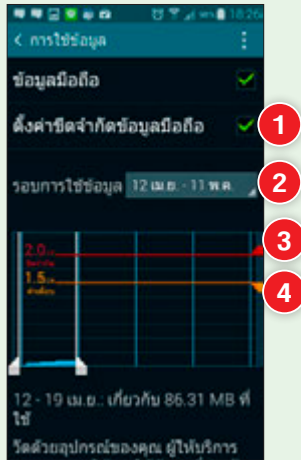 10:26
< การใช้ข้อมูล
ข้อมูลมือถือ
ตั้งค่าขีดจำกัดข้อมูลมือถือ
1
รอบการใช้ข้อมูล 12 เม.ย. - 11 พ.ค.
2
3
2.0
4
1.5
12 - 19 เม.ย.: เกี่ยวกับ 86.31 MB ที่
ใช้
วัดด้วยอุปกรณ์ของคุณ ผู้ให้บริการ